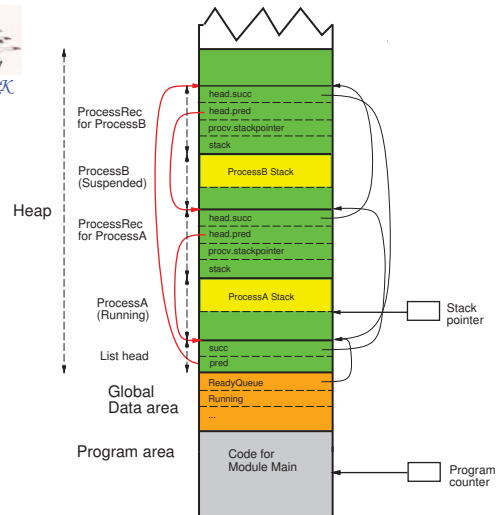 K
head.succ
head.pred
procv.stackpointer
stack
ProcessRec
for ProcessB
ProcessB Stack
ProcessB
(Suspended)
Heap
head.succ
head.pred
procv.stackpointer
stack
ProcessRec
for ProcessA
ProcessA Stack
ProcessA
(Running)
Stack
pointer
succ
pred
List head
ReadyQueue
Running
...
Global
Data area
Program area
Code for
Module Main
Program
counter